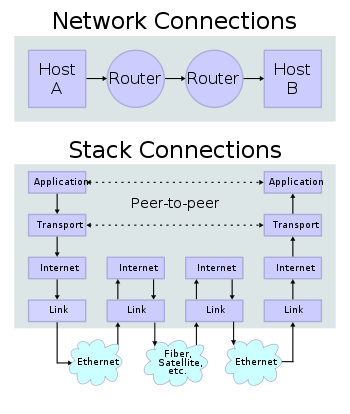 Network Connections
Host
A
Router
Router
Host
B
Stack Connections
Application
Application
Peer-to-peer
Transport
Transport
Internet
Internet
Internet
Internet
Link
Link
Link
Link
Ethernet
Fiber,
Satellite,
etc.
Ethernet